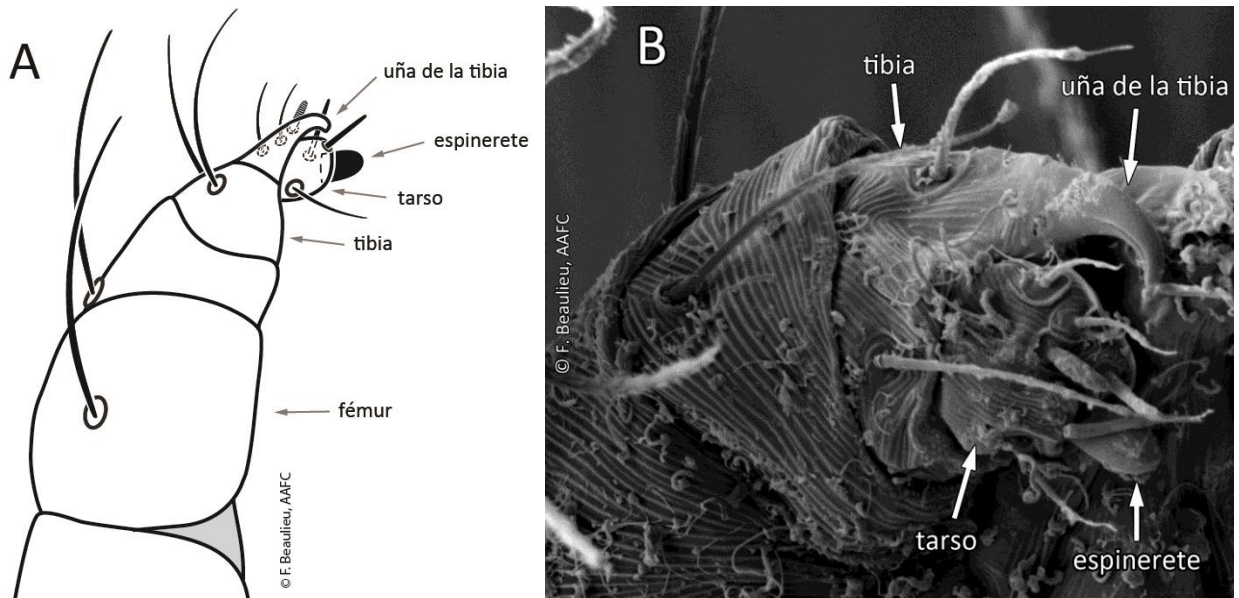 A
uña de la tibia
espinerete
tarso
tibia
fémur
© F. Beaulieu, AAFC
B
tibia
uña de la tibia
© F. Beaulieu, AAFC
tarso
espinerete